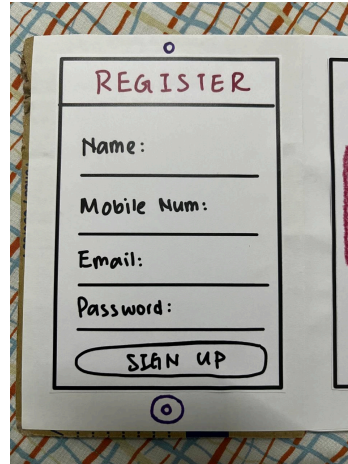 REGISTER
Name:
Mobile Num:
Email:
Password:
SIGN UP